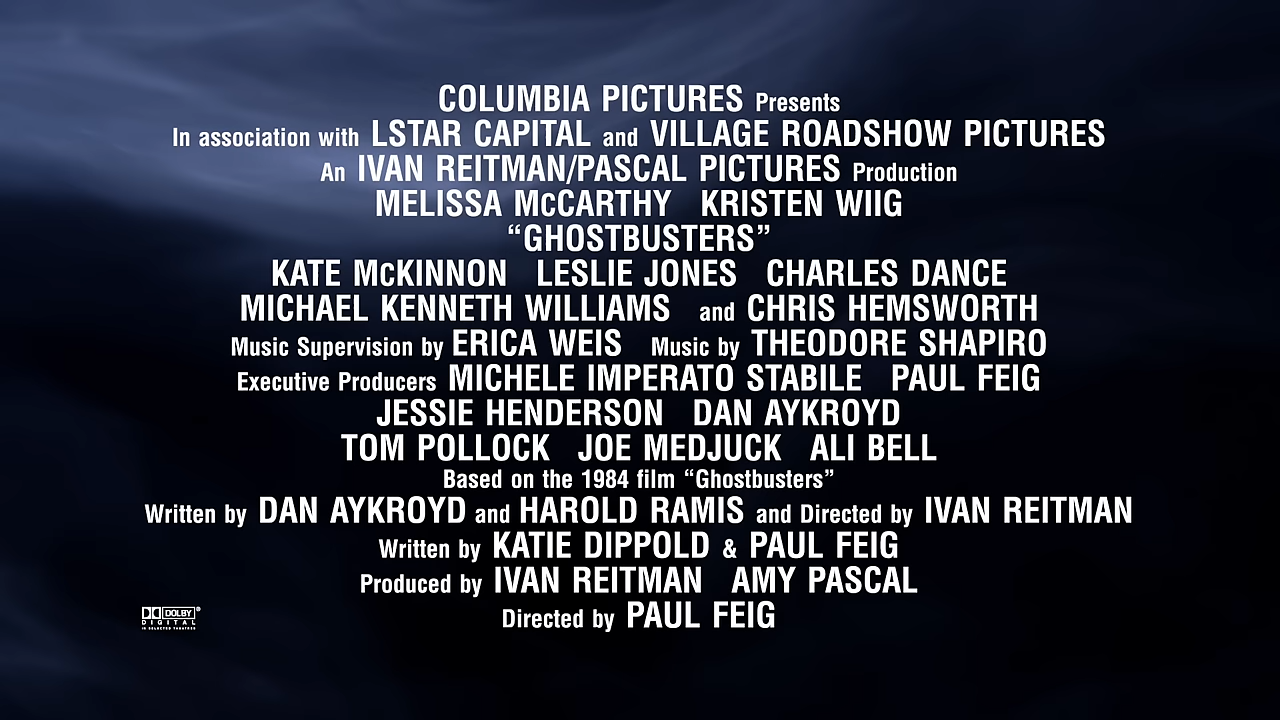 COLUMBIA PICTURES Presents
In association with LSTAR CAPITAL and VILLAGE ROADSHOW PICTURES
An IVAN REITMAN/PASCAL PICTURES Production
MELISSA McCARTHY KRISTEN WIIG
“GHOSTBUSTERS”
KATE McKINNON LESLIE JONES CHARLES DANCE
MICHAEL KENNETH WILLIAMS and CHRIS HEMSWORTH
Music Supervision by ERICA WEIS Music by THEODORE SHAPIRO
Executive Producers MICHELE IMPERATO STABILE PAUL FEIG
JESSIE HENDERSON DAN AYKROYD
TOM POLLOCK JOE MEDJUCK ALI BELL
Based on the 1984 film “Ghostbusters”
Written by DAN AYKROYD and HAROLD RAMIS and Directed by IVAN REITMAN
Written by KATIE DIPPOLD & PAUL FEIG
Produced by IVAN REITMAN AMY PASCAL
Directed by PAUL FEIG
DOLBY®
DIGITAL
IN SELECTED THEATRES